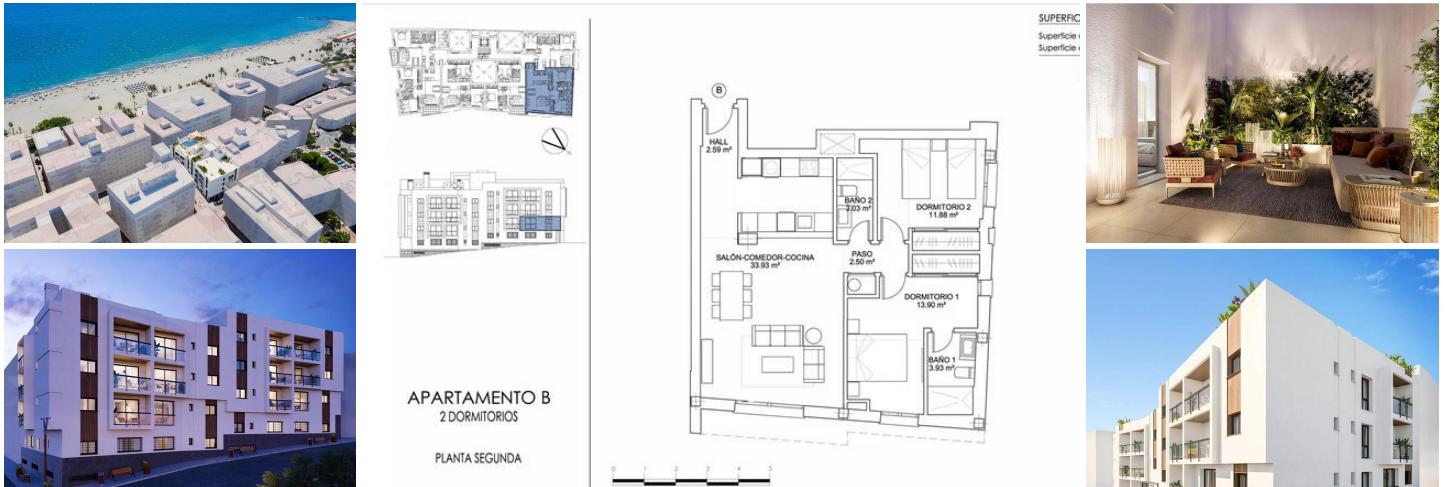 APARTAMENTO B
2 DORMITORIOS
PLANTA SEGUNDA
SUPERFIC
Superficie
Superficie
B
HALL
2.59 m²
BAÑO 2
3.03 m²
DORMITORIO 2
11.88 m²
SALÓN-COMEDOR-COCINA
33.93 m²
PASO
2.50 m²
DORMITORIO 1
13.90 m²
BAÑO 1
3.93 m²
0 1 2 3 4 5